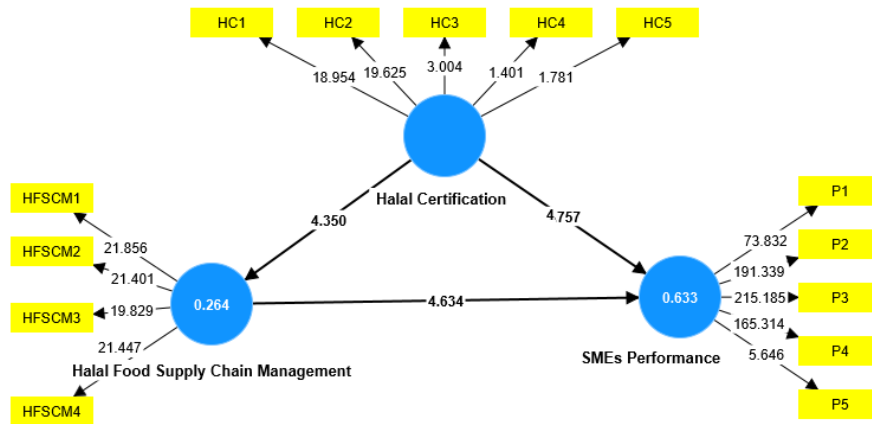 HC1
HC2
HC3
HC4
HC5
18.954
19.625
3.004
1.401
1.781
Halal Certification
HFSCM1
HFSCM2
HFSCM3
HFSCM4
21.856
21.401
19.829
21.447
0.264
Halal Food Supply Chain Management
4.350
4.757
4.634
0.633
SMEs Performance
73.832
191.339
215.185
165.314
5.646
P1
P2
P3
P4
P5